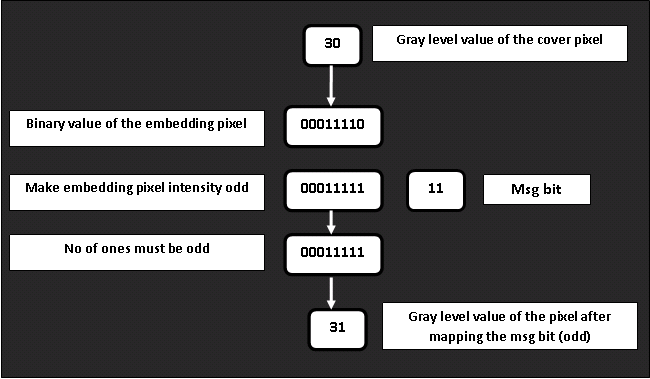 30
Gray level value of the cover pixel
Binary value of the embedding pixel
00011110
Make embedding pixel intensity odd
00011111
11
Msg bit
No of ones must be odd
00011111
31
Gray level value of the pixel after
mapping the msg bit (odd)